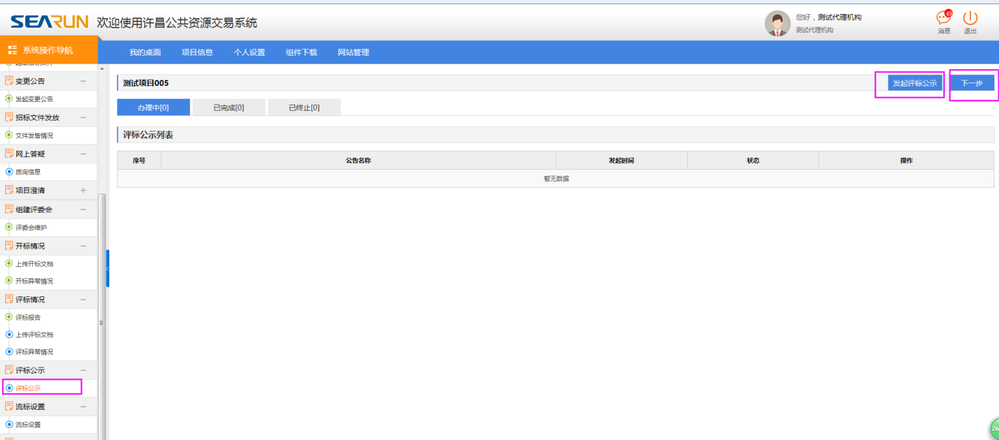 SEARUN 欢迎使用许昌公共资源交易系统
您好，测试代理机构
测试代理机构
49
消息
退出
系统操作导航
我的桌面 项目信息 个人设置 组件下载 网站管理
变更公告
发起变更公告
招标文件发放
文件发售情况
网上答疑
质询信息
项目澄清
组建评委会
评委会维护
开标情况
上传开标文档
开标异常情况
评标情况
评标报告
上传评标文档
评标异常情况
评标公示
评标公示
流标设置
流标设置
测试项目005
发起评标公示 下一步
办理中[0] 已完成[0] 已终止[0]
评标公示列表
序号 公告名称 发起时间 状态 操作
暂无数据